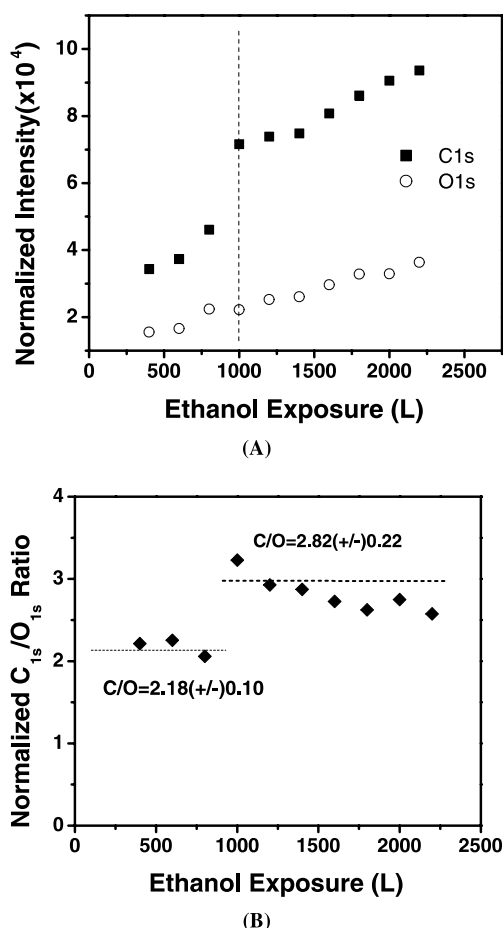 10
8
6
4
2
Normalized Intensity(x10⁴)
C1s
O1s
0 500 1000 1500 2000 2500
Ethanol Exposure (L)
(A)
4
3
2
1
0
Normalized C1s/O1s Ratio
C/O=2.82(+/-)0.22
C/O=2.18(+/-)0.10
0 500 1000 1500 2000 2500
Ethanol Exposure (L)
(B)